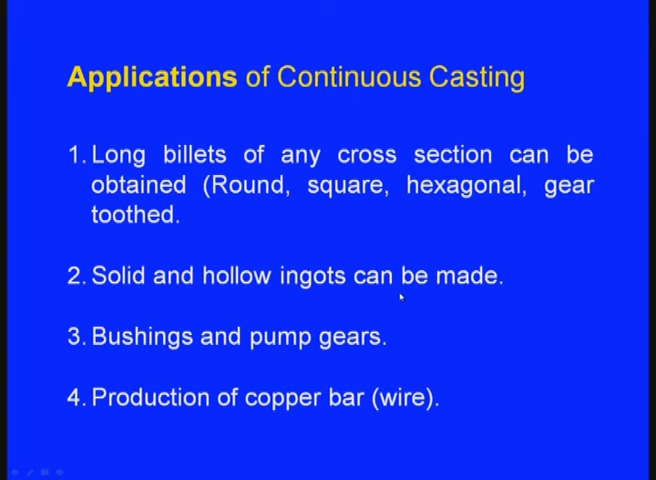 Applications of Continuous Casting
1. Long billets of any cross section can be
obtained (Round, square, hexagonal, gear
toothed.
2. Solid and hollow ingots can be made.
3. Bushings and pump gears.
4. Production of copper bar (wire).